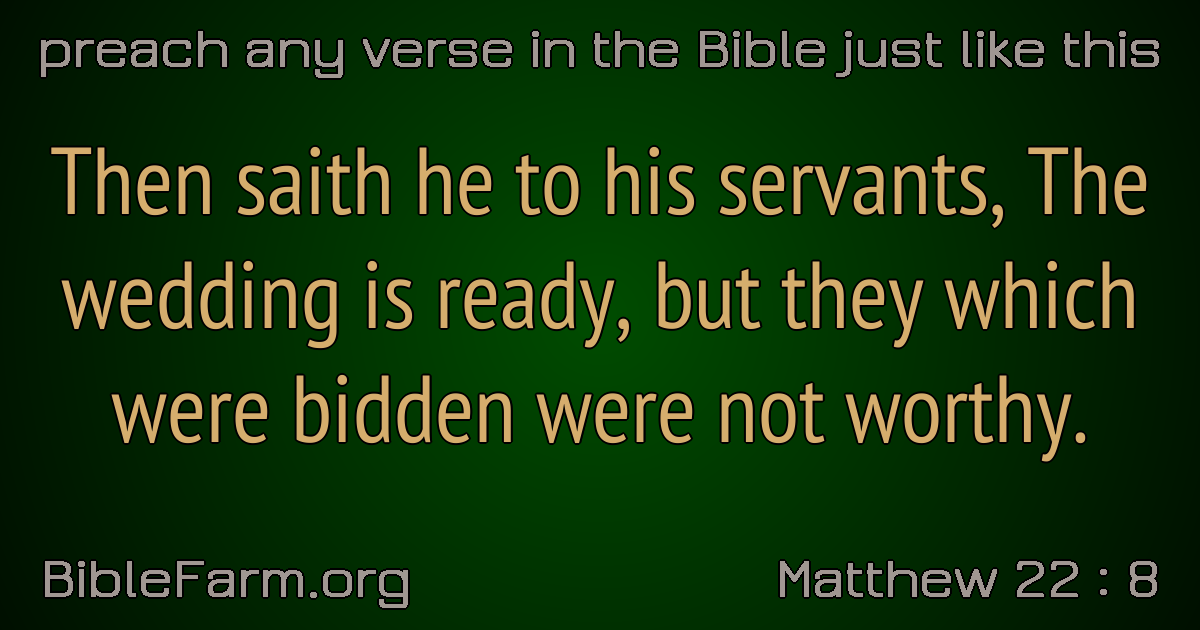 preach any verse in the Bible just like this
Then saith he to his servants, The
wedding is ready, but they which
were bidden were not worthy.
BibleFarm.org
Matthew 22 : 8